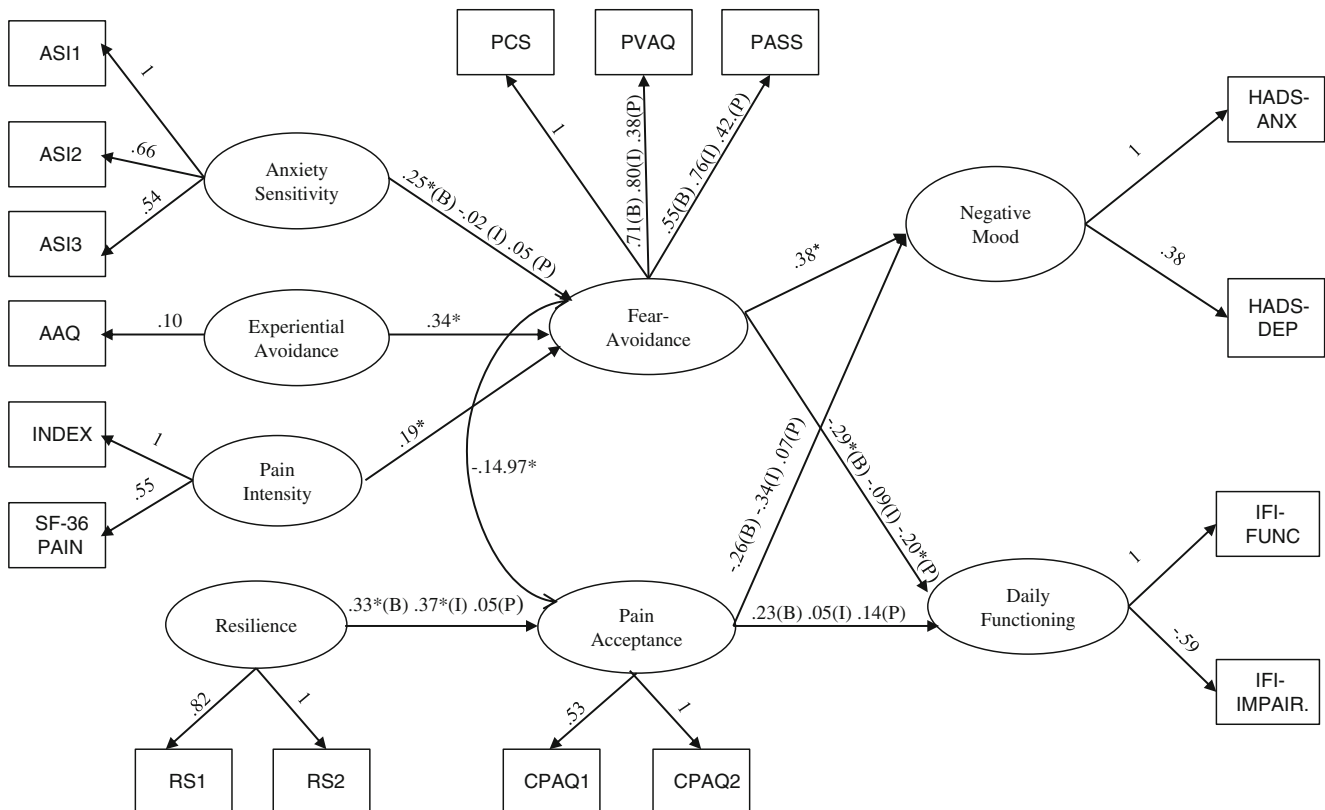 ASI1
1
ASI2
.66
ASI3
.54
Anxiety
Sensitivity
.25*(B) -.02 (I) .05 (P)
PCS
1
PVAQ
.71(B) .80(I) .38(P)
PASS
.55(B) .76(I) .42.(P)
AAQ
.10
Experiential
Avoidance
.34*
Fear-
Avoidance
.38*
Negative
Mood
1
HADS-
ANX
.38
HADS-
DEP
INDEX
1
.55
SF-36
PAIN
Pain
Intensity
.19*
-.14.97*
-.26(B) -.34(I) .07(P)
-.29*(B) -.09(I) -.20*(P)
Resilience
.33*(B) .37*(I) .05(P)
Pain
Acceptance
.23(B) .05(I) .14(P)
Daily
Functioning
1
IFI-
FUNC
-.59
IFI-
IMPAIR.
.82
1
RS1
RS2
.53
1
CPAQ1
CPAQ2